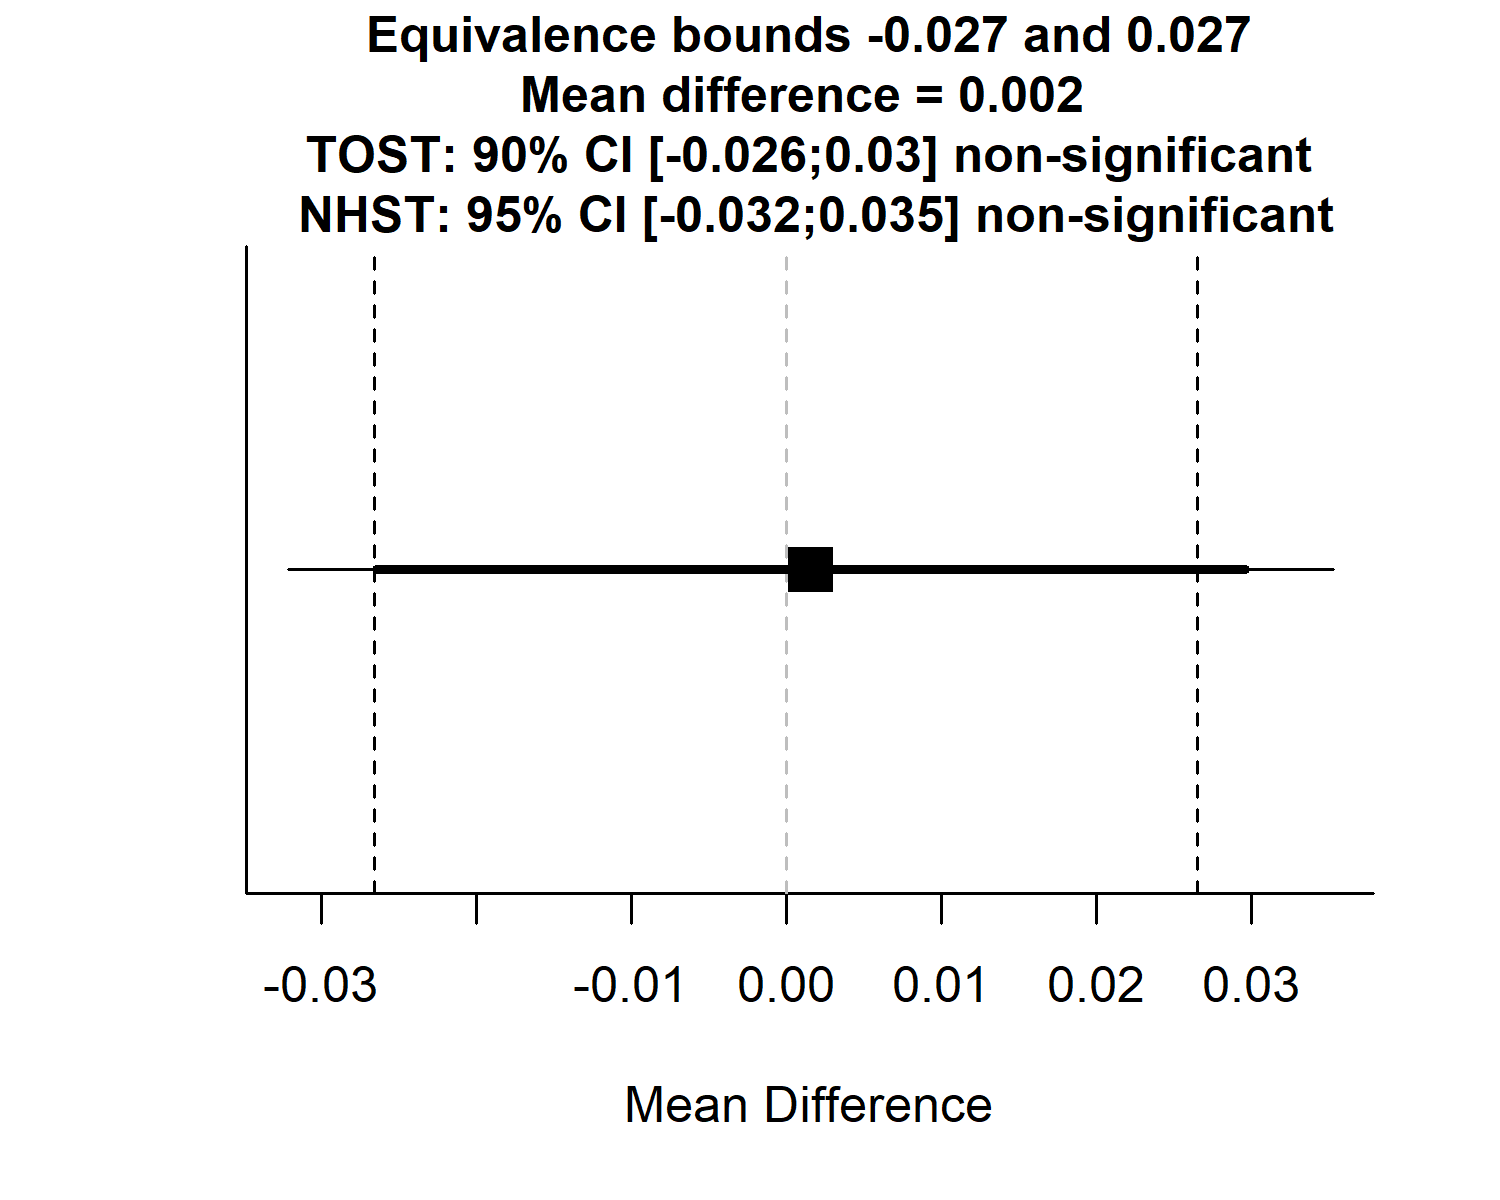 Equivalence bounds -0.027 and 0.027
Mean difference = 0.002
TOST: 90% CI [-0.026;0.03] non-significant
NHST: 95% CI [-0.032;0.035] non-significant
-0.03 -0.01 0.00 0.01 0.02 0.03
Mean Difference